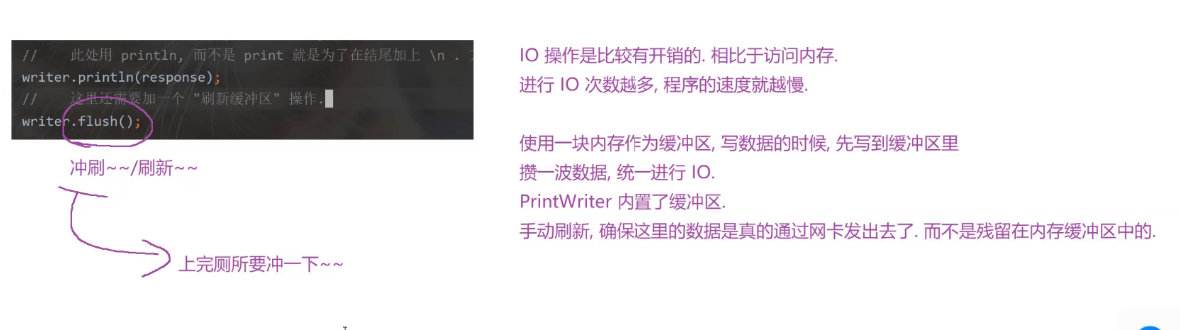 //    此处用 println, 而不是 print 就是为了在结尾加上 \n .
writer.println(response);
//    这里还需要加一个 "刷新缓冲区" 操作.
writer.flush();
冲刷~~/刷新~~
上完厕所要冲一下~~
IO 操作是比较有开销的. 相比于访问内存.
进行 IO 次数越多, 程序的速度就越慢.
使用一块内存作为缓冲区, 写数据的时候, 先写到缓冲区里
攒一波数据, 统一进行 IO.
PrintWriter 内置了缓冲区.
手动刷新, 确保这里的数据是真的通过网卡发出去了. 而不是残留在内存缓冲区中的.